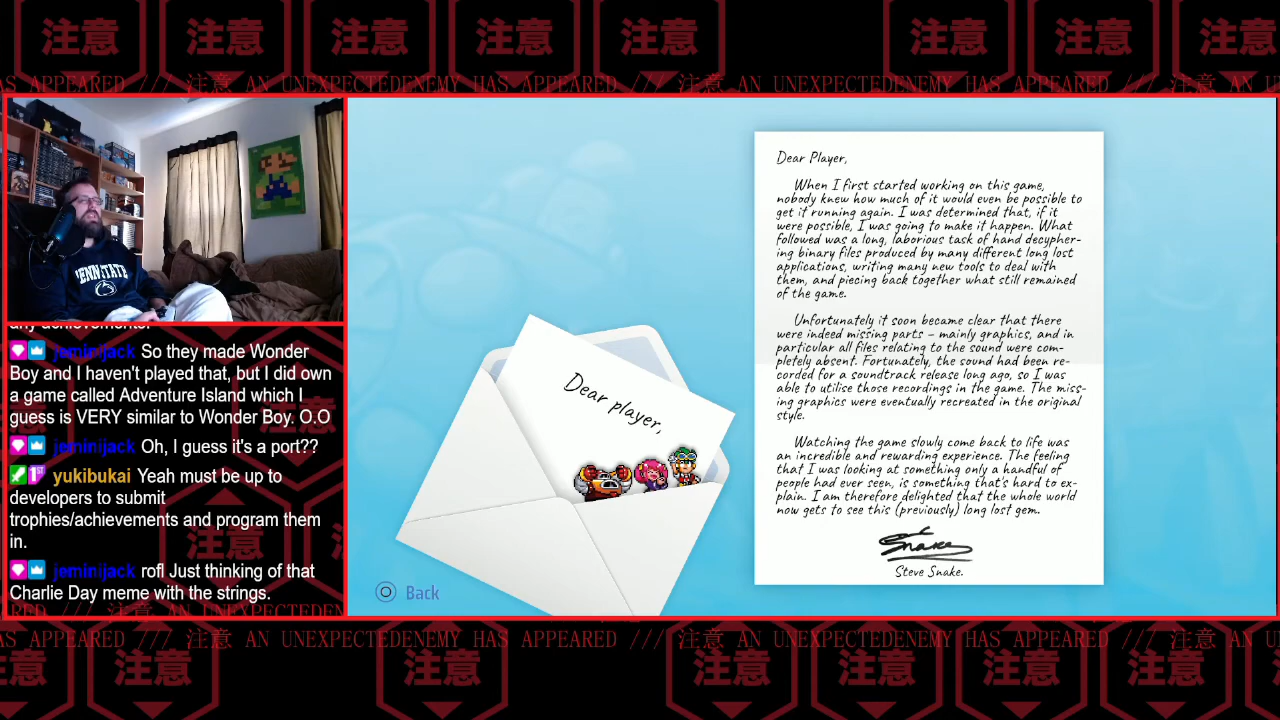 注意 注意 注意 注意 注意 注意 注意 注意
AS APPEARED /// 注意 AN UNEXPECTEDENEMY HAS APPEARED /// 注意 AN UNEXPECTEDENEMY HAS APPEARED /// 注意 AN U
PENN STATE
jeminijack So they made Wonder
Boy and I haven't played that, but I did own
a game called Adventure Island which I
guess is VERY similar to Wonder Boy. O.O
jeminijack Oh, I guess it's a port??
yukibukai Yeah must be up to
developers to submit
trophies/achievements and program them
in.
jeminijack rofl Just thinking of that
Charlie Day meme with the strings.
Dear player,
Back
Dear Player,
When I first started working on this game,
nobody knew how much of it would even be possible to
get it running again. I was determined that, if it
were possible, I was going to make it happen. What
followed was a long, laborious task of hand decypher-
ing binary files produced by many different long lost
applications, writing many new tools to deal with
them, and piecing back together what still remained
of the game.
Unfortunately it soon became clear that there
were indeed missing parts – mainly graphics, and in
particular all files relating to the sound were com-
pletely absent. Fortunately, the sound had been re-
corded for a soundtrack release long ago, so I was
able to utilise those recordings in the game. The miss-
ing graphics were eventually recreated in the original
style.
Watching the game slowly come back to life was
an incredible and rewarding experience. The feeling
that I was looking at something only a handful of
people had ever seen, is something that's hard to ex-
plain. I am therefore delighted that the whole world
now gets to see this (previously) long lost gem.
Snake
Steve Snake.
AS APPEARED /// 注意 AN UNEXPECTEDENEMY HAS APPEARED /// 注意 AN UNEXPECTEDENEMY HAS APPEARED /// 注意 AN U
注意 注意 注意 注意 注意 注意 注意